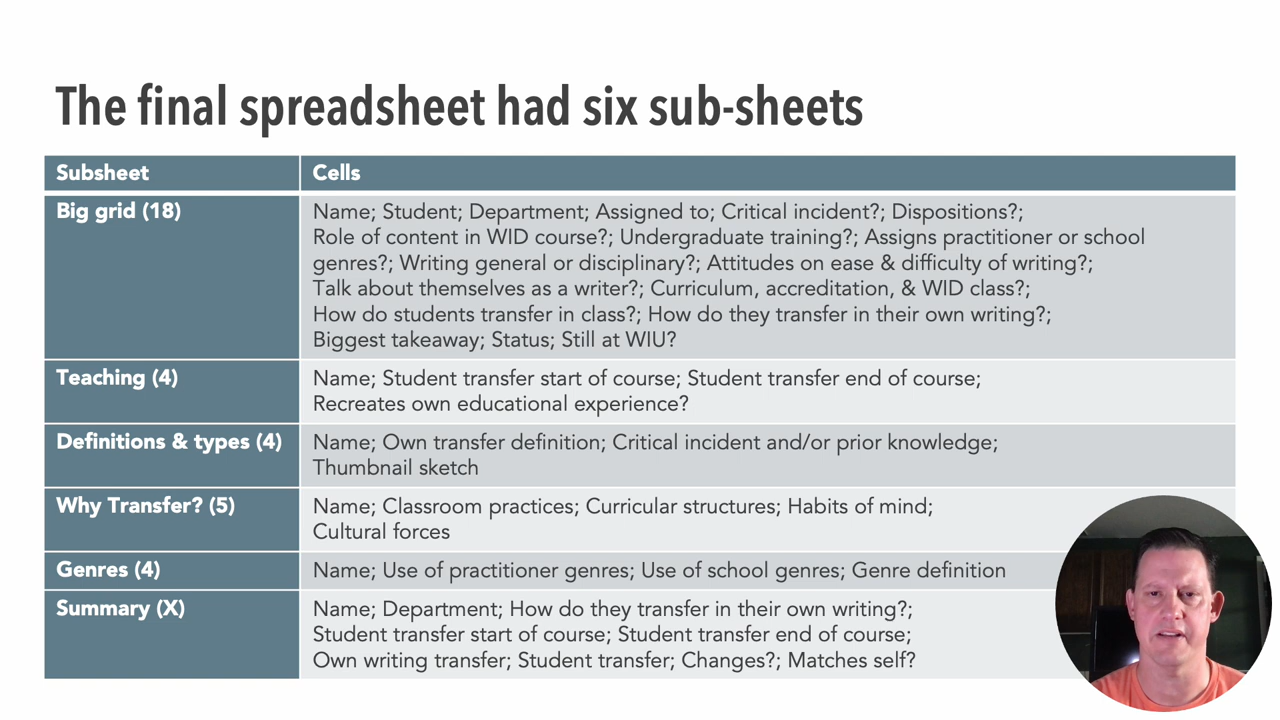 The final spreadsheet had six sub-sheets
Subsheet
Cells
Big grid (18)
Name; Student; Department; Assigned to; Critical incident?; Dispositions?;
Role of content in WID course?; Undergraduate training?; Assigns practitioner or school
genres?; Writing general or disciplinary?; Attitudes on ease & difficulty of writing?;
Talk about themselves as a writer?; Curriculum, accreditation, & WID class?;
How do students transfer in class?; How do they transfer in their own writing?;
Biggest takeaway; Status; Still at WIU?
Teaching (4)
Name; Student transfer start of course; Student transfer end of course;
Recreates own educational experience?
Definitions & types (4)
Name; Own transfer definition; Critical incident and/or prior knowledge;
Thumbnail sketch
Why Transfer? (5)
Name; Classroom practices; Curricular structures; Habits of mind;
Cultural forces
Genres (4)
Name; Use of practitioner genres; Use of school genres; Genre definition
Summary (X)
Name; Department; How do they transfer in their own writing?;
Student transfer start of course; Student transfer end of course;
Own writing transfer; Student transfer; Changes?; Matches self?